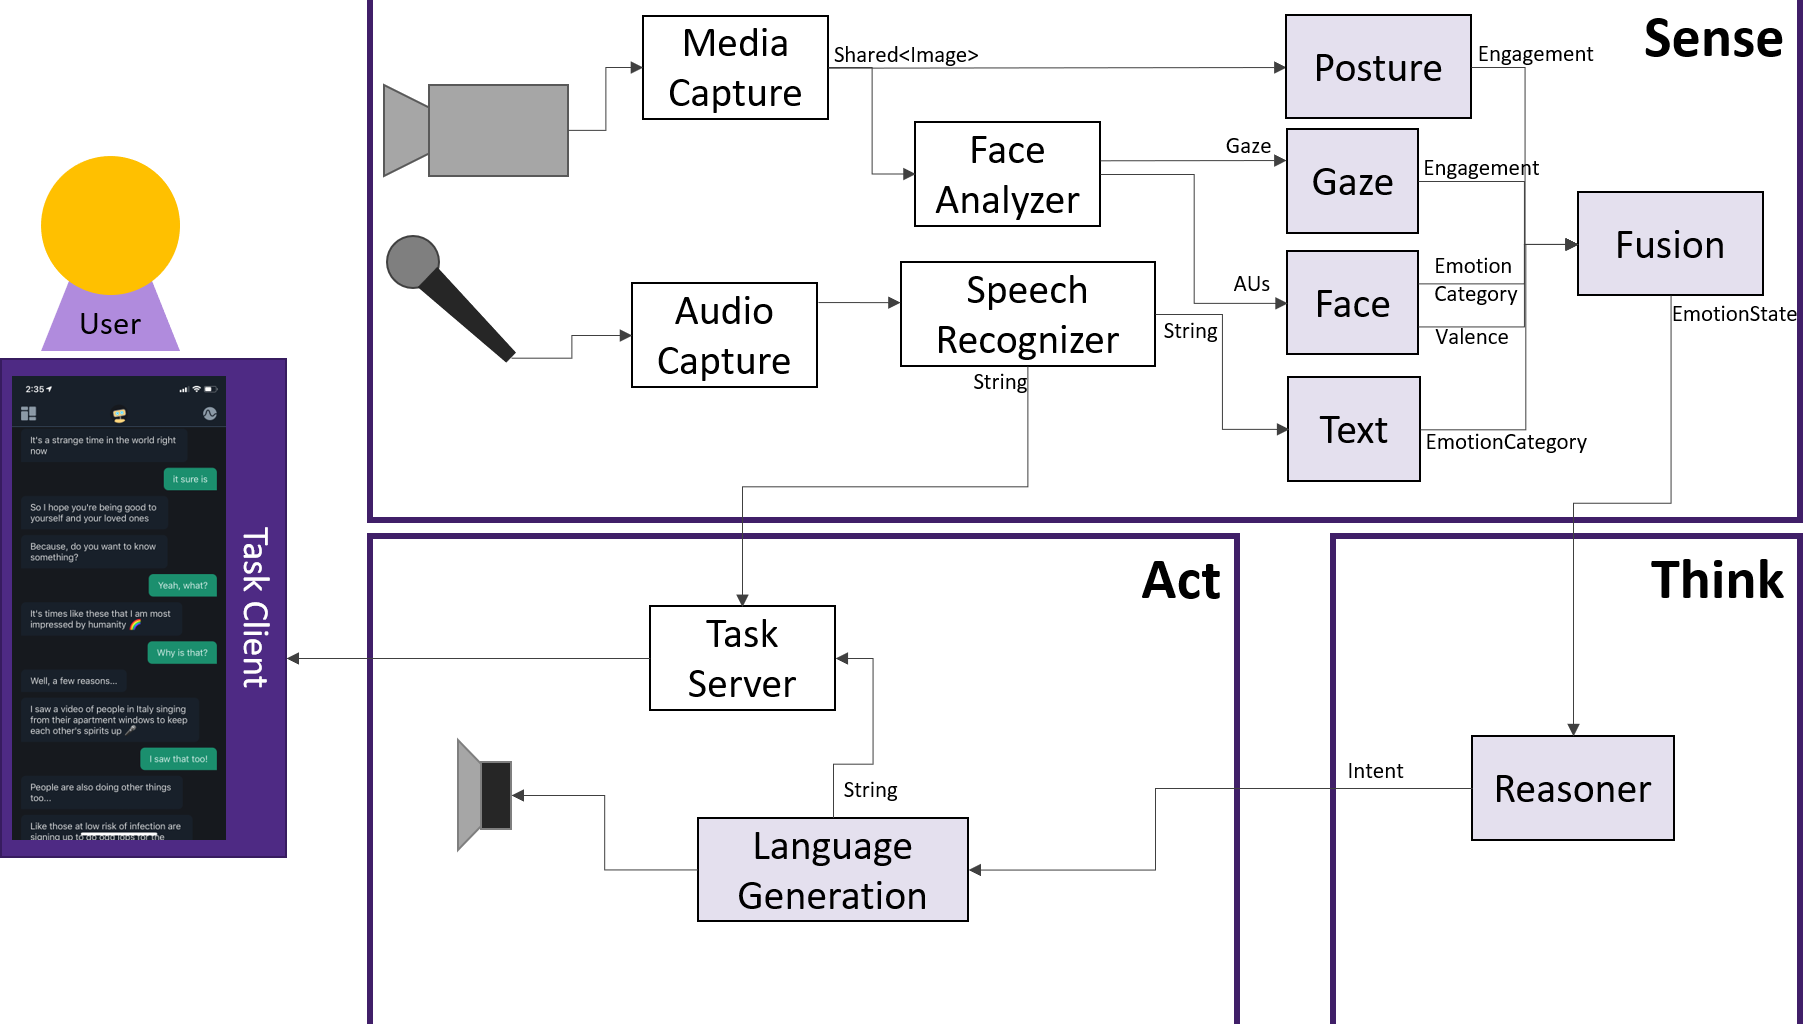 Sense
Media
Capture
Shared<Image>
Posture
Engagement
Face
Analyzer
Gaze
Gaze
Engagement
AUs
Face
Emotion
Category
Valence
Fusion
EmotionState
Audio
Capture
Speech
Recognizer
String
String
Text
EmotionCategory
User
Task Client
2:35
It's a strange time in the world right
now
it sure is
So I hope you're being good to
yourself and your loved ones
Because, do you want to know
something?
Yeah, what?
It's times like these that I am most
impressed by humanity 🌈
Why is that?
Well, a few reasons...
I saw a video of people in Italy singing
from their apartment windows to keep
each other's spirits up 🎤
I saw that too!
People are also doing other things
too...
Like those at low risk of infection are
signing up to do odd jobs for the
Act
Task
Server
String
Language
Generation
Think
Intent
Reasoner